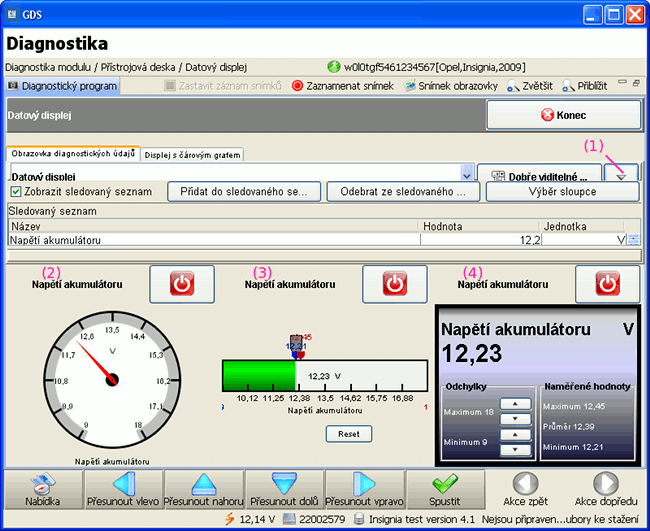 GDS
Diagnostika
Diagnostika modulu / Přístrojová deska / Datový displej
w0l0tgf5461234567[Opel,Insignia,2009]
Diagnostický program
Zastavit záznam snímků
Zaznamenat snímek
Snímek obrazovky
Zvětšit
Přiblížit
Datový displej
Konec
(1)
Obrazovka diagnostických údajů
Displej s čárovým grafem
Datový displej
Dobře viditelné ...
Zobrazit sledovaný seznam
Přidat do sledovaného se...
Odebrat ze sledovaného ...
Výběr sloupce
Sledovaný seznam
Název Hodnota Jednotka
Napětí akumulátoru 12,2 V
(2)
Napětí akumulátoru
(3)
Napětí akumulátoru
(4)
Napětí akumulátoru
9
9,9
10,8
11,7
12,6
13,5
14,4
15,3
16,2
17,1
18
V
Napětí akumulátoru
12,45
12,21
12,23 V
10,12 11,25 12,38 13,5 14,63 15,75 16,88
9
1
Napětí akumulátoru
Reset
Napětí akumulátoru V
12,23
Odchylky
Maximum 18
Minimum 9
Naměřené hodnoty
Maximum 12,45
Průměr 12,39
Minimum 12,21
Nabídka
Přesunout vlevo
Přesunout nahoru
Přesunout dolů
Přesunout vpravo
Spustit
Akce zpět
Akce dopředu
12,14 V
22002579
Insignia test version 4.1
Nejsou připraven...ubory ke stažení